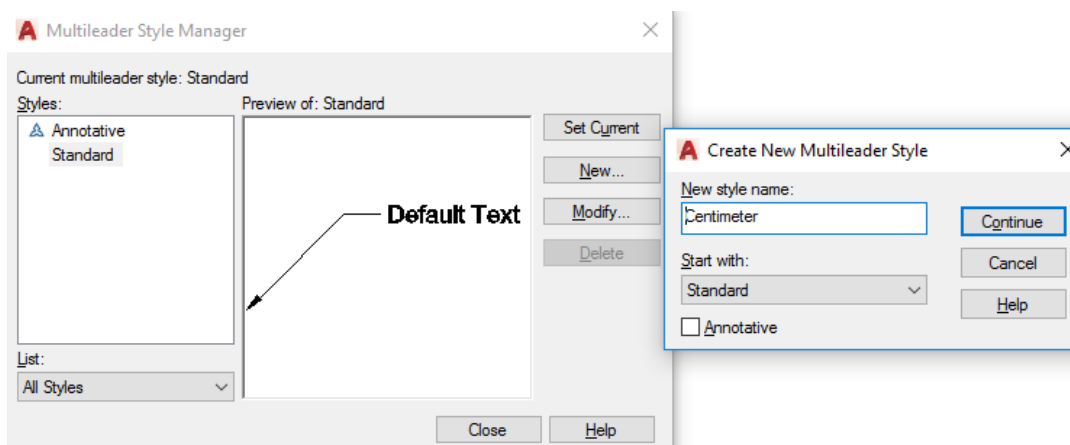 Multileader Style Manager
Current multileader style: Standard
Styles:
Annotative
Standard
Preview of: Standard
Default Text
Set Current
New...
Modify...
Delete
List:
All Styles
Close
Help
Create New Multileader Style
New style name:
Centimeter
Start with:
Standard
Annotative
Continue
Cancel
Help